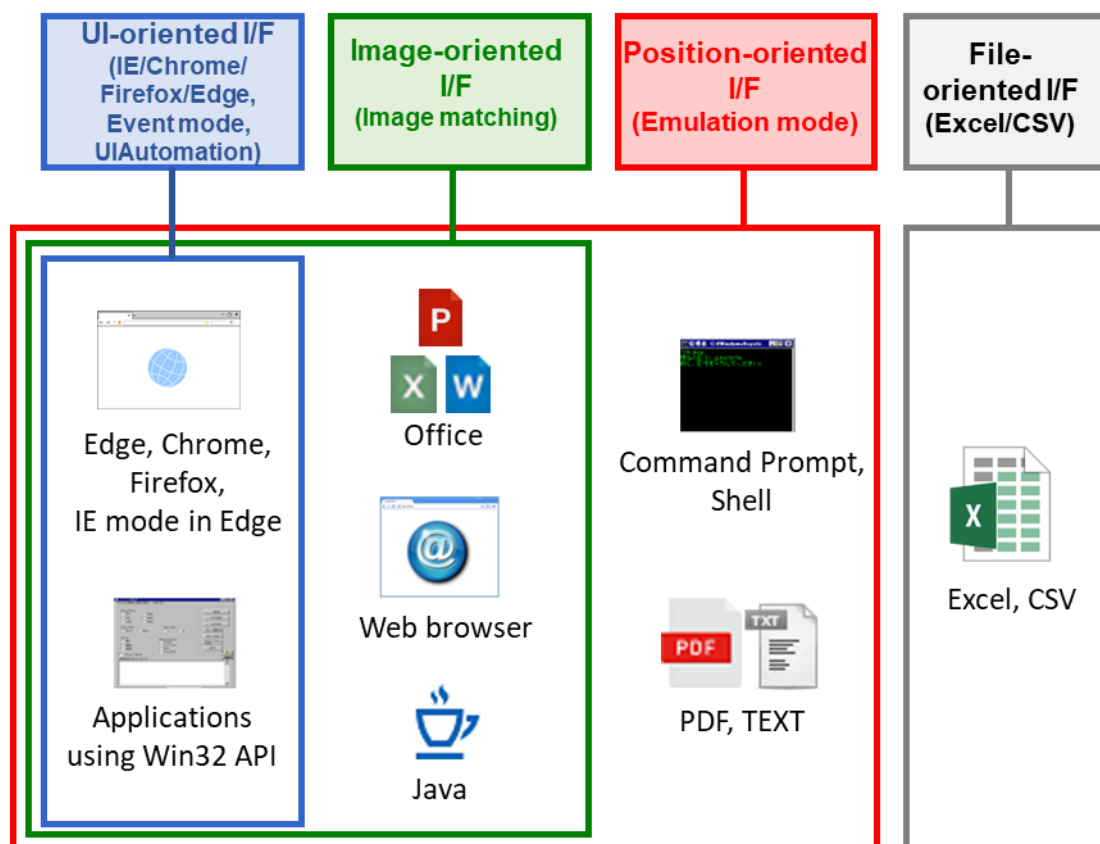 UI-oriented I/F
(IE/Chrome/
Firefox/Edge,
Event mode,
UIAutomation)
Image-oriented
I/F
(Image matching)
Position-oriented
I/F
(Emulation mode)
File-
oriented I/F
(Excel/CSV)
Edge, Chrome,
Firefox,
IE mode in Edge
Applications
using Win32 API
P
X
W
Office
@
Web browser
Java
Command Prompt,
Shell
PDF
TXT
PDF, TEXT
X
Excel, CSV